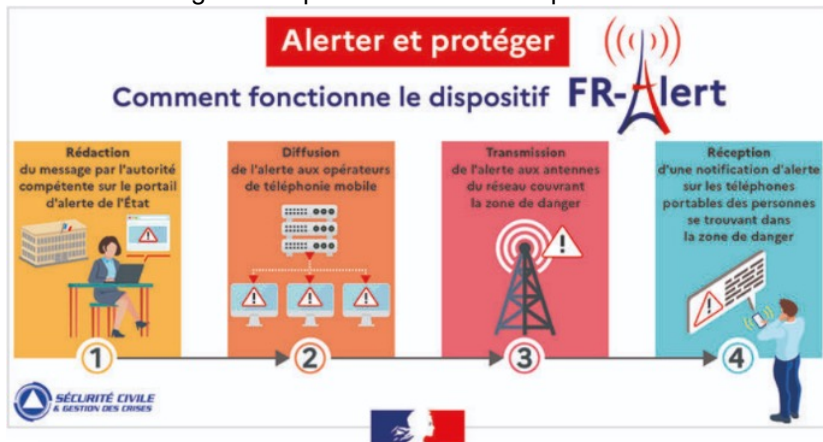 Alerter et protéger
Comment fonctionne le dispositif FR-Alert
Rédaction
du message par l'autorité
compétente sur le portail
d'alerte de l'État
Diffusion
de l'alerte aux opérateurs
de téléphonie mobile
Transmission
de l'alerte aux antennes
du réseau couvrant
la zone de danger
Réception
d'une notification d'alerte
sur les téléphones
portables des personnes
se trouvant dans
la zone de danger
1
2
3
4
SÉCURITÉ CIVILE
& GESTION DES CRISES